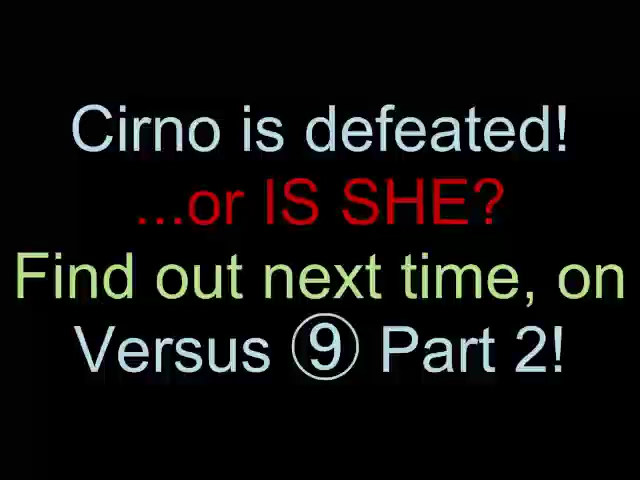 Cirno is defeated!
...or IS SHE?
Find out next time, on
Versus ⑨ Part 2!